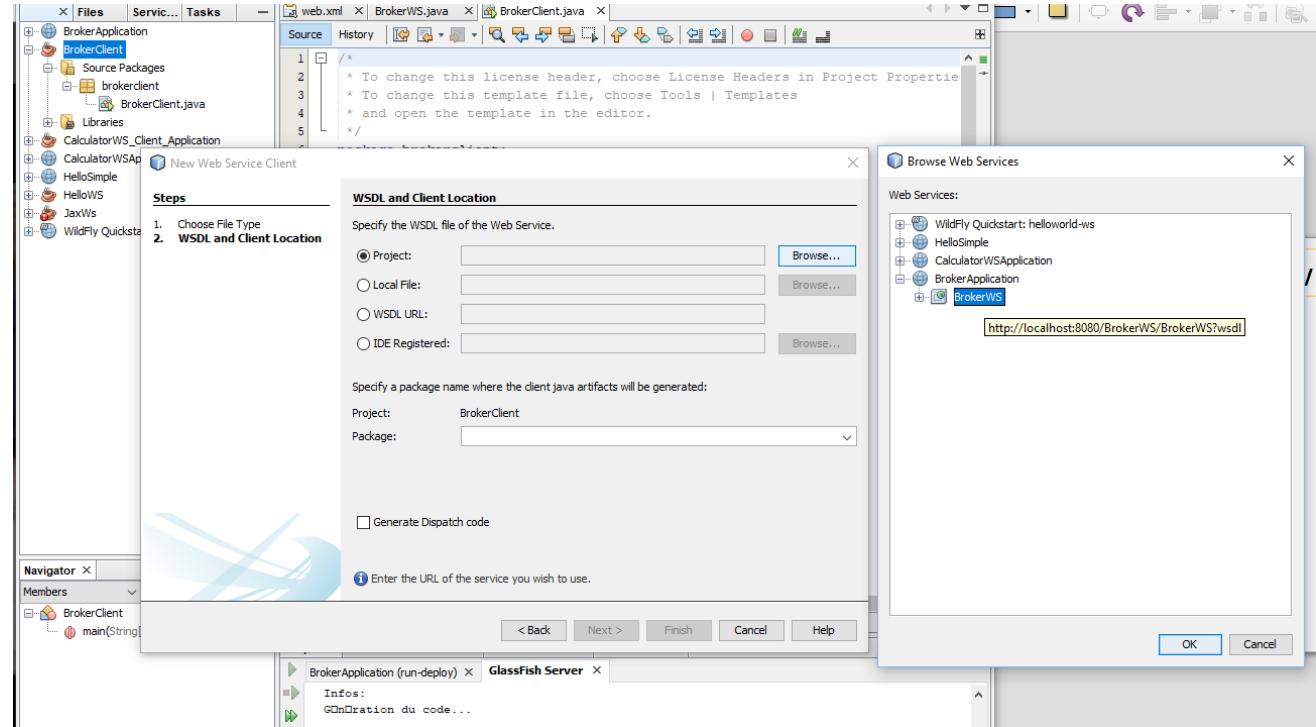 Files Servic... Tasks
web.xml BrokerWS.java BrokerClient.java
BrokerApplication
BrokerClient
Source Packages
brokerclient
BrokerClient.java
Libraries
CalculatorWS_Client_Application
CalculatorWSAp
HelloSimple
HelloWS
JaxWs
WildFly Quicksta
Source History
1 /*
2 * To change this license header, choose License Headers in Project Propertie
3 * To change this template file, choose Tools | Templates
4 * and open the template in the editor.
5 */
New Web Service Client
Steps
1. Choose File Type
2. WSDL and Client Location
WSDL and Client Location
Specify the WSDL file of the Web Service.
Project: Browse...
Local File: Browse...
WSDL URL:
IDE Registered: Browse...
Specify a package name where the client java artifacts will be generated:
Project: BrokerClient
Package:
Generate Dispatch code
Enter the URL of the service you wish to use.
< Back Next > Finish Cancel Help
Browse Web Services
Web Services:
WildFly Quickstart: helloworld-ws
HelloSimple
CalculatorWSApplication
BrokerApplication
BrokerWS
http://localhost:8080/BrokerWS/BrokerWS?wsdl
OK Cancel
Navigator
Members
BrokerClient
main(String[
BrokerApplication (run-deploy) GlassFish Server
Infos:
G▯n▯ration du code...